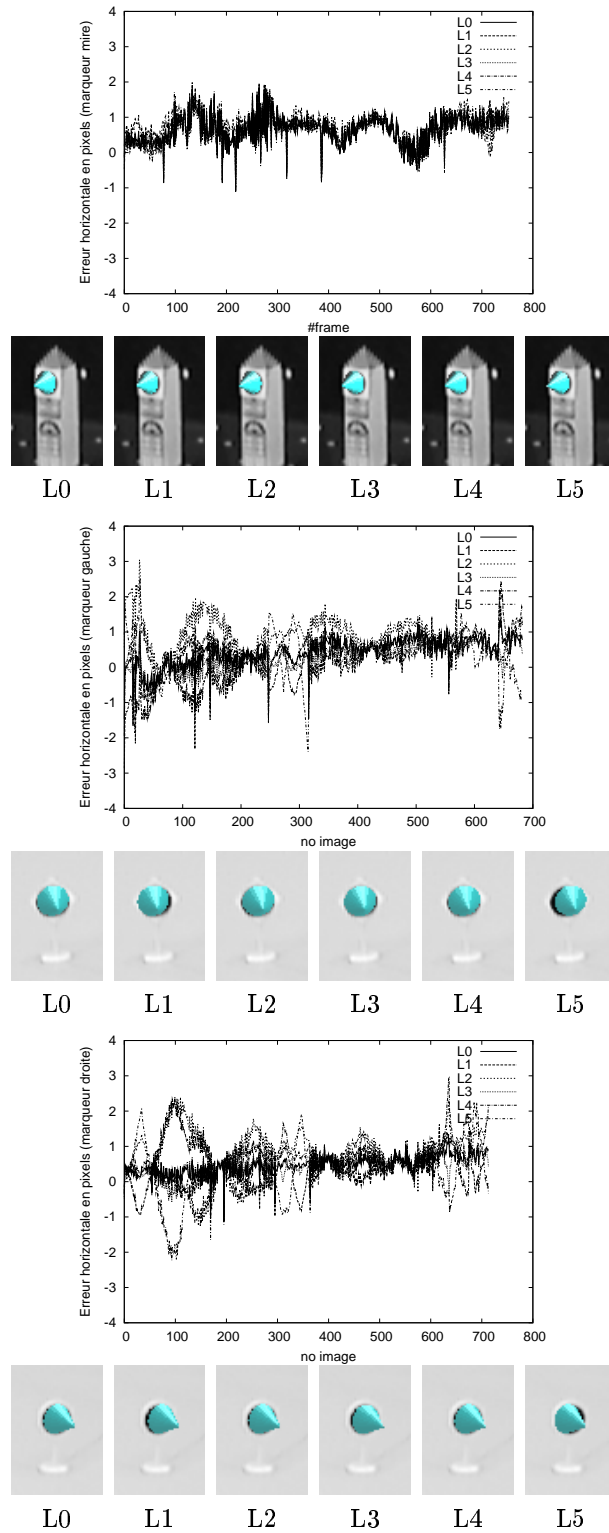 Erreur horizontale en pixels (marqueur mire)
4
3
2
1
0
-1
-2
-3
-4
L0
L1
L2
L3
L4
L5
0 100 200 300 400 500 600 700 800
#frame
L0 L1 L2 L3 L4 L5
Erreur horizontale en pixels (marqueur gauche)
4
3
2
1
0
-1
-2
-3
-4
L0
L1
L2
L3
L4
L5
0 100 200 300 400 500 600 700
no image
L0 L1 L2 L3 L4 L5
Erreur horizontale en pixels (marqueur droite)
4
3
2
1
0
-1
-2
-3
-4
L0
L1
L2
L3
L4
L5
0 100 200 300 400 500 600 700 800
no image
L0 L1 L2 L3 L4 L5